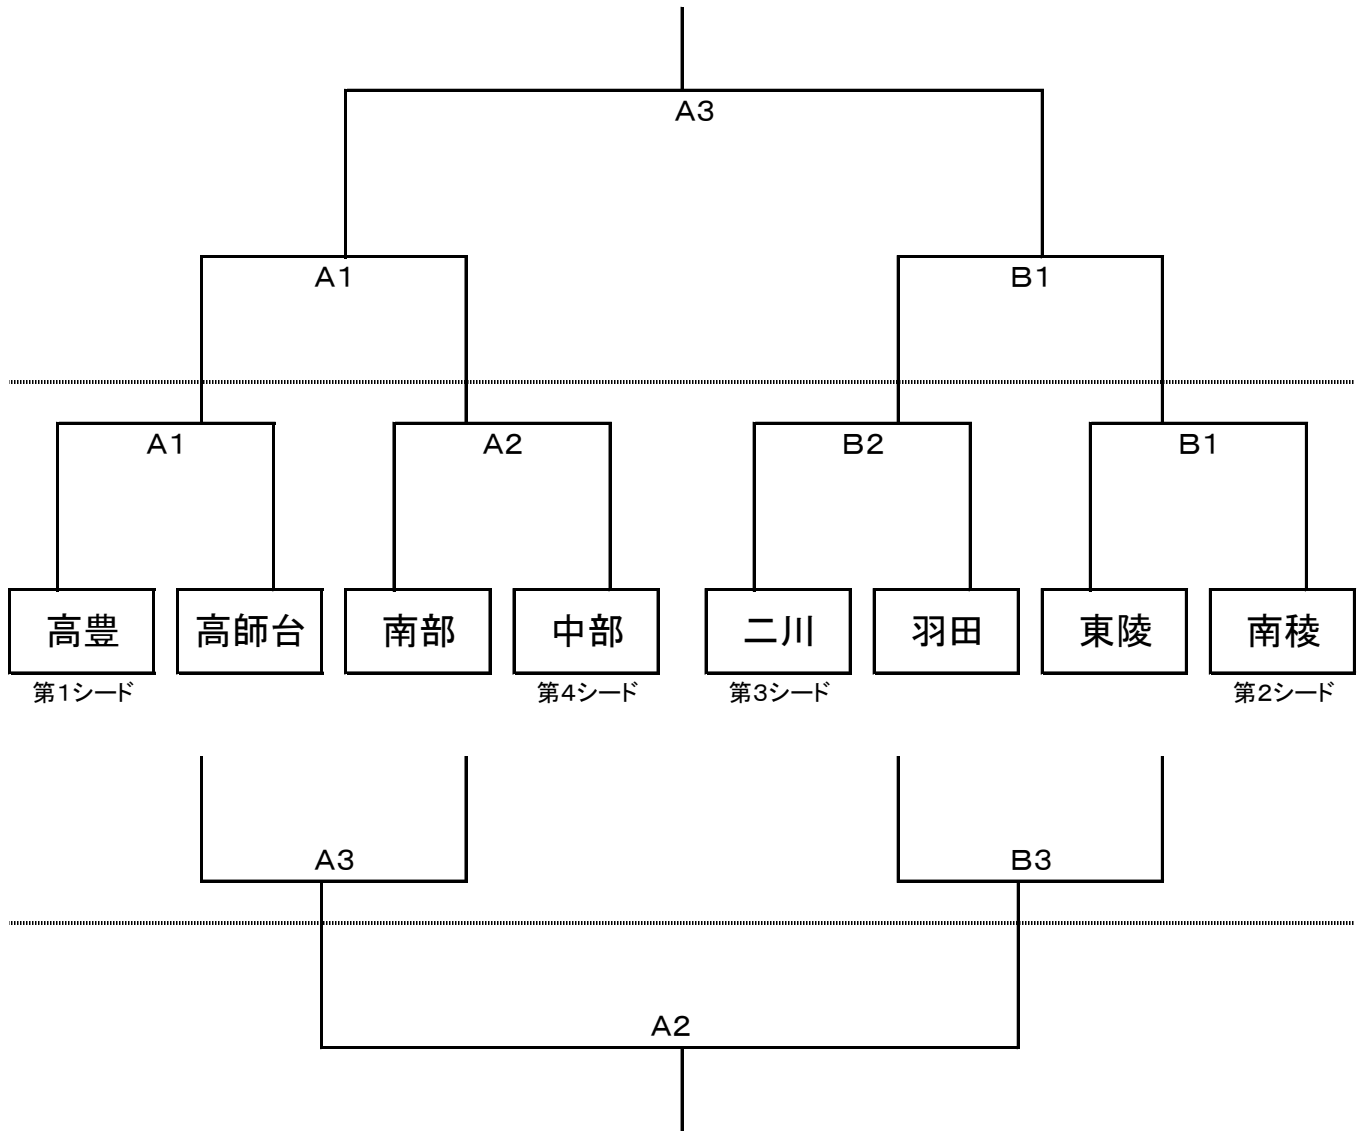 A3
A1
B1
A1
A2
B2
B1
高豊
高師台
南部
中部
二川
羽田
東陵
南稜
第1シード
第4シード
第3シード
第2シード
A3
B3
A2